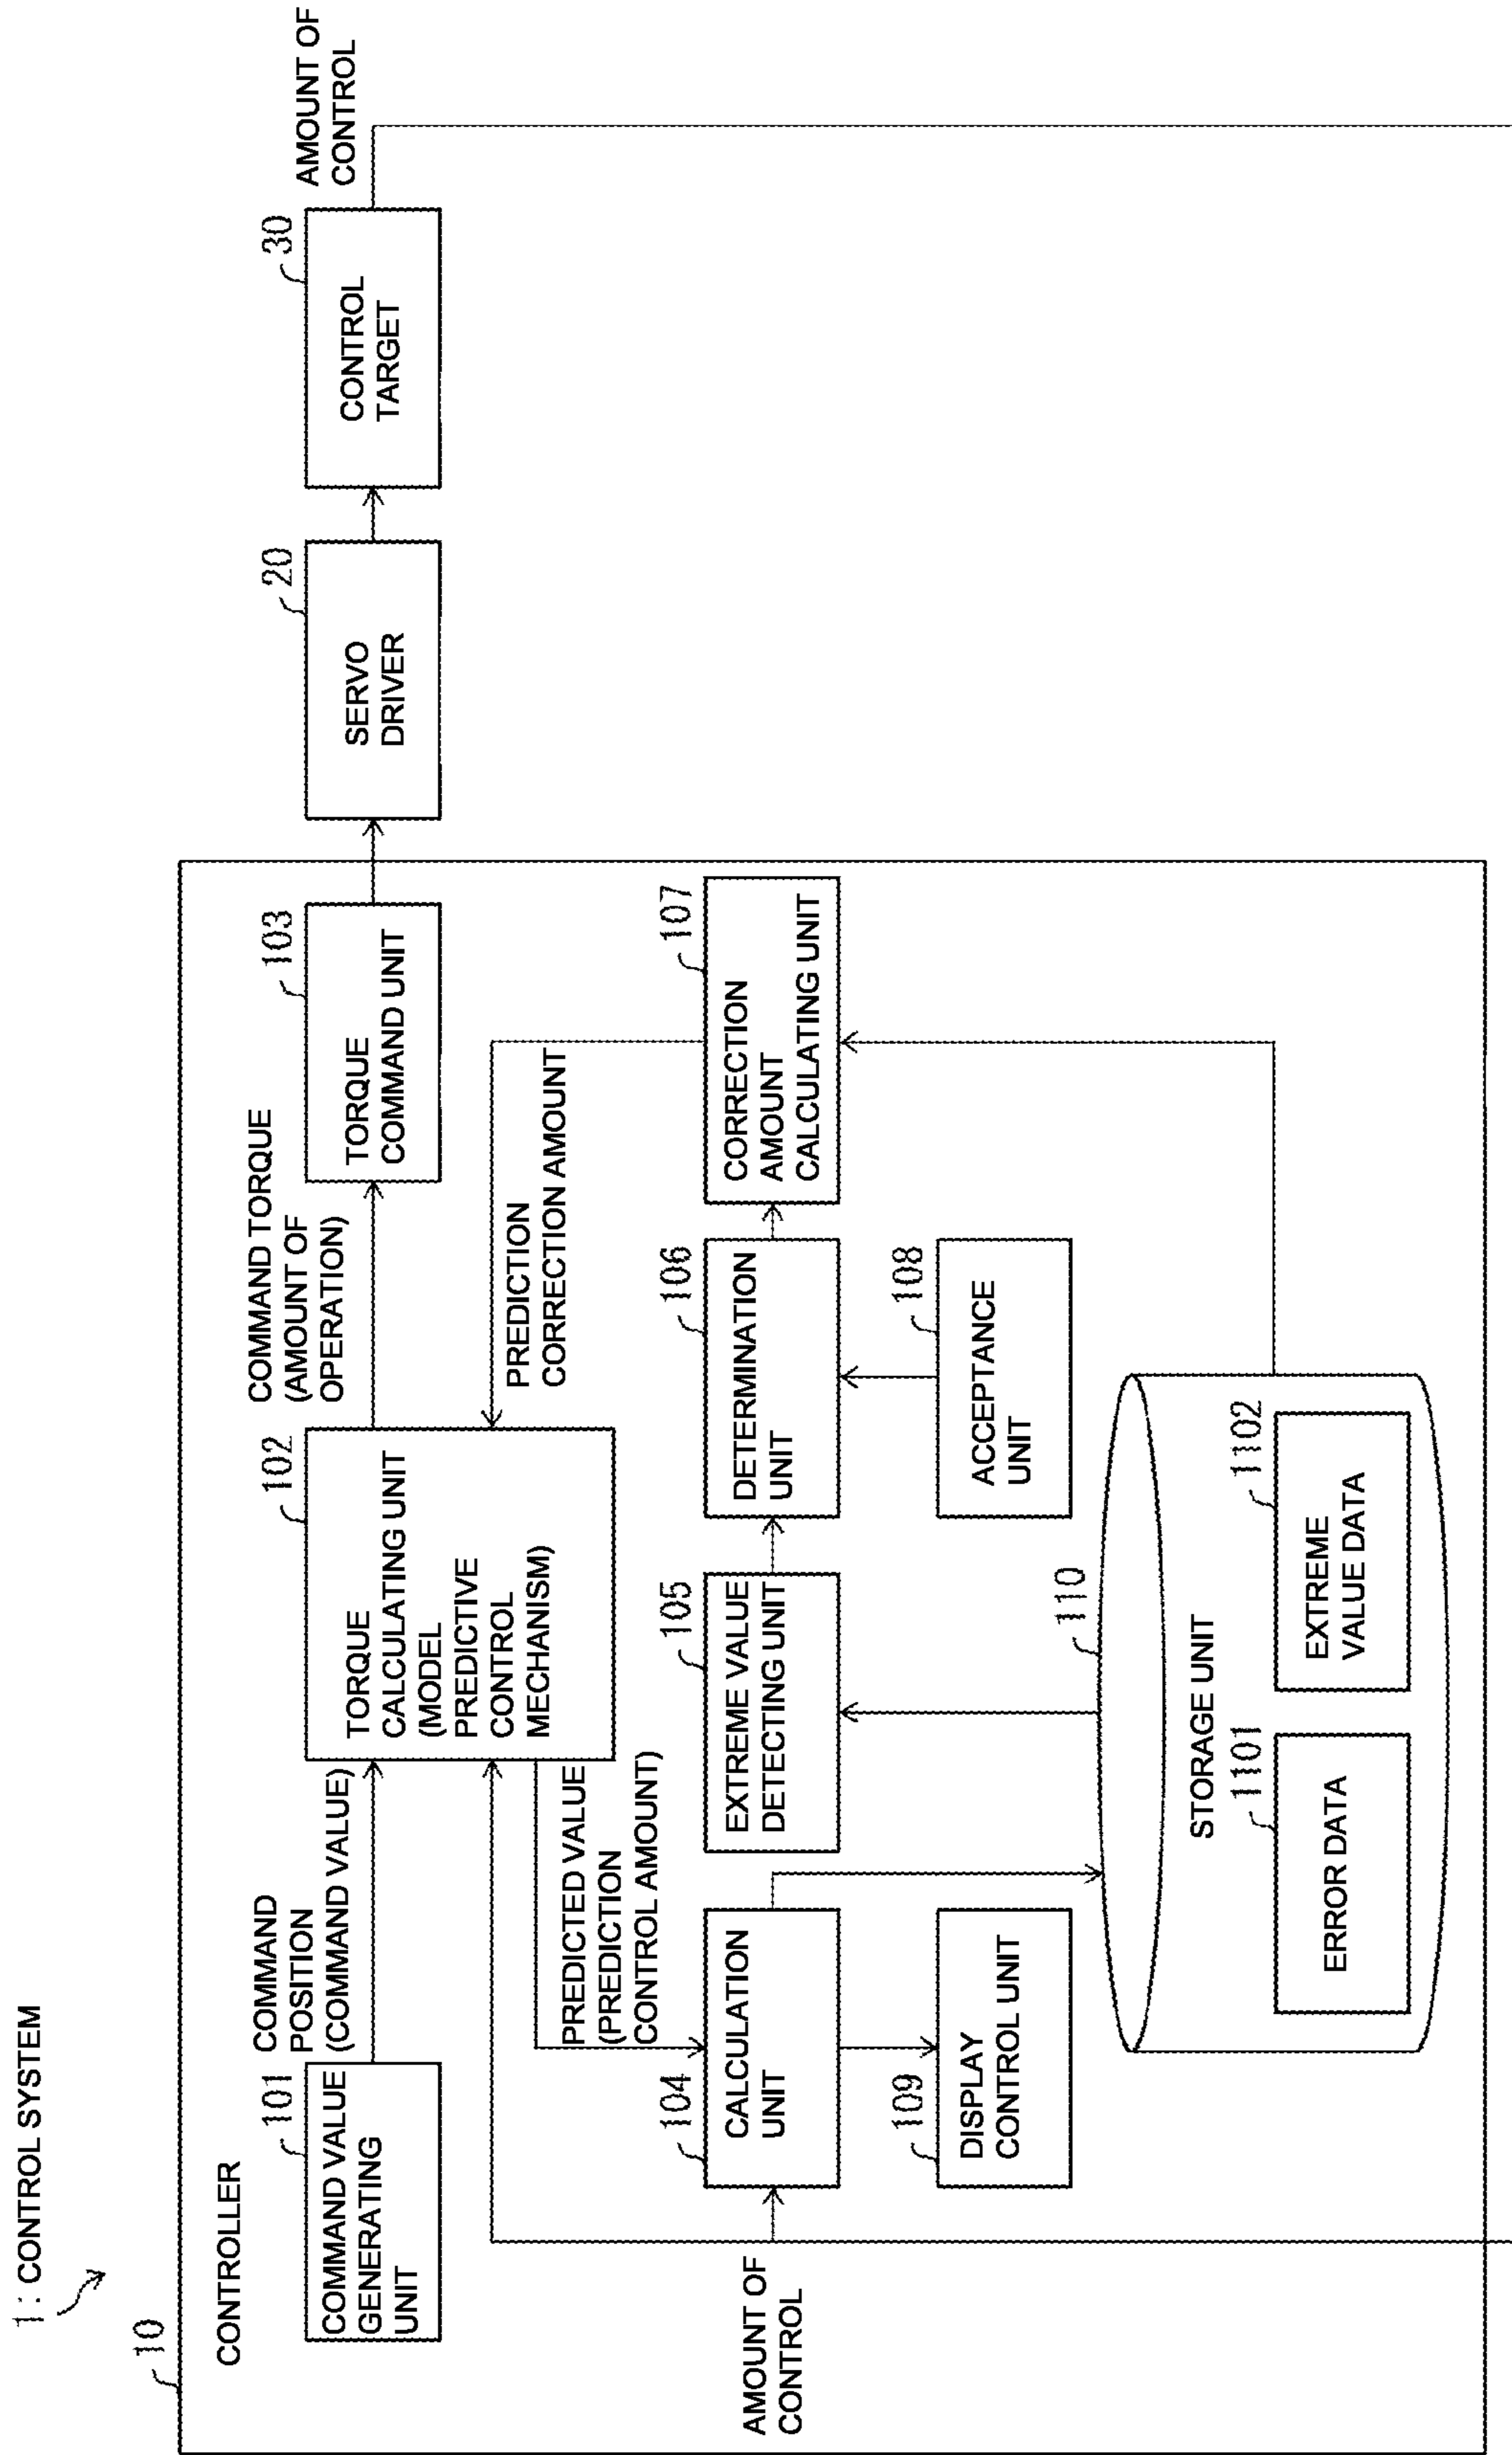 1: CONTROL SYSTEM
10
CONTROLLER
101
COMMAND VALUE
GENERATING
UNIT
COMMAND
POSITION
(COMMAND VALUE)
102
TORQUE
CALCULATING UNIT
(MODEL
PREDICTIVE
CONTROL
MECHANISM)
COMMAND TORQUE
(AMOUNT OF
OPERATION)
103
TORQUE
COMMAND UNIT
20
SERVO
DRIVER
30
CONTROL
TARGET
AMOUNT OF
CONTROL
PREDICTED VALUE
(PREDICTION
CONTROL AMOUNT)
PREDICTION
CORRECTION AMOUNT
AMOUNT OF
CONTROL
104
CALCULATION
UNIT
105
EXTREME VALUE
DETECTING UNIT
106
DETERMINATION
UNIT
107
CORRECTION
AMOUNT
CALCULATING UNIT
109
DISPLAY
CONTROL UNIT
108
ACCEPTANCE
UNIT
110
STORAGE UNIT
1101
ERROR DATA
1102
EXTREME
VALUE DATA